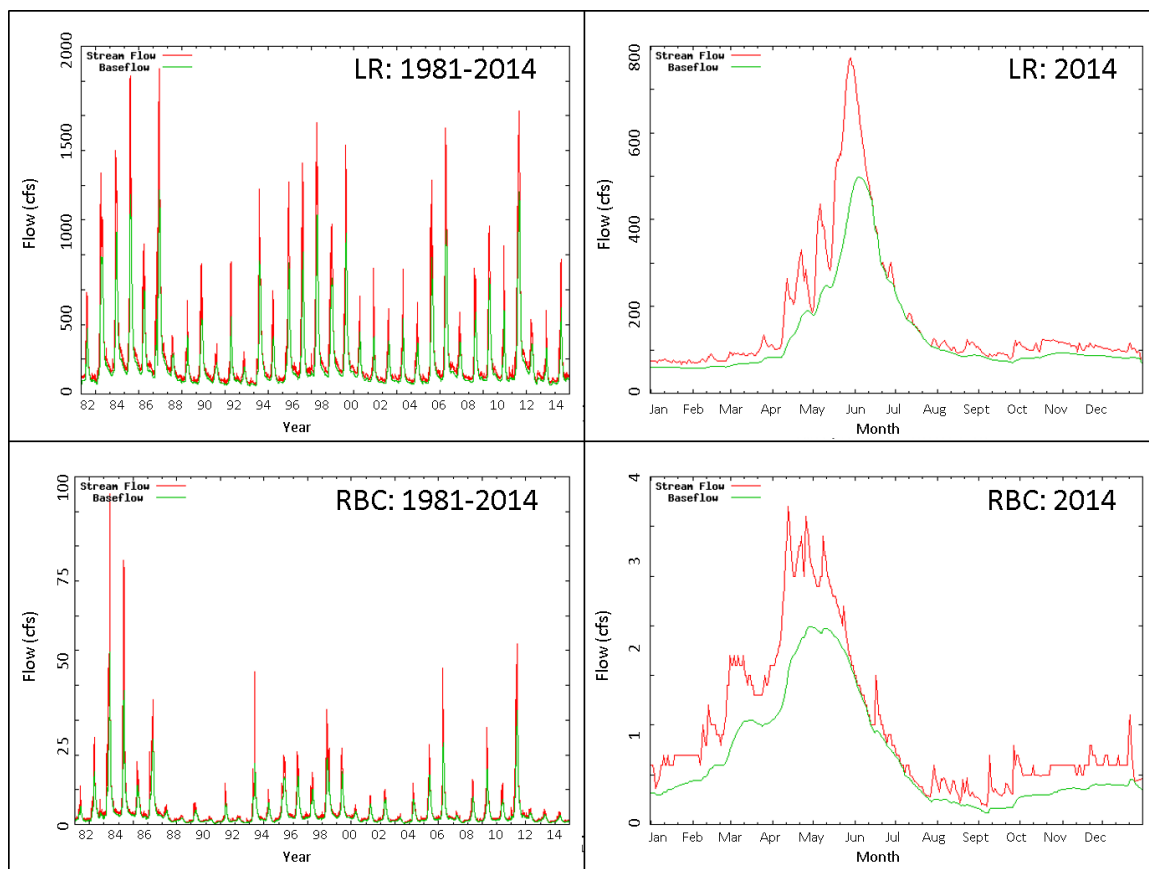 Stream Flow
Baseflow
LR: 1981-2014
2 000
1 500
1000
500
0
Flow (cfs)
82 84 86 88 90 92 94 96 98 00 02 04 06 08 10 12 14
Year
Stream Flow
Baseflow
LR: 2014
800
600
400
200
0
Flow (cfs)
Jan Feb Mar Apr May Jun Jul Aug Sept Oct Nov Dec
Month
Stream Flow
Baseflow
RBC: 1981-2014
100
75
50
25
0
Flow (cfs)
82 84 86 88 90 92 94 96 98 00 02 04 06 08 10 12 14
Year
Stream Flow
Baseflow
RBC: 2014
4
3
2
1
0
Flow (cfs)
Jan Feb Mar Apr May Jun Jul Aug Sept Oct Nov Dec
Month